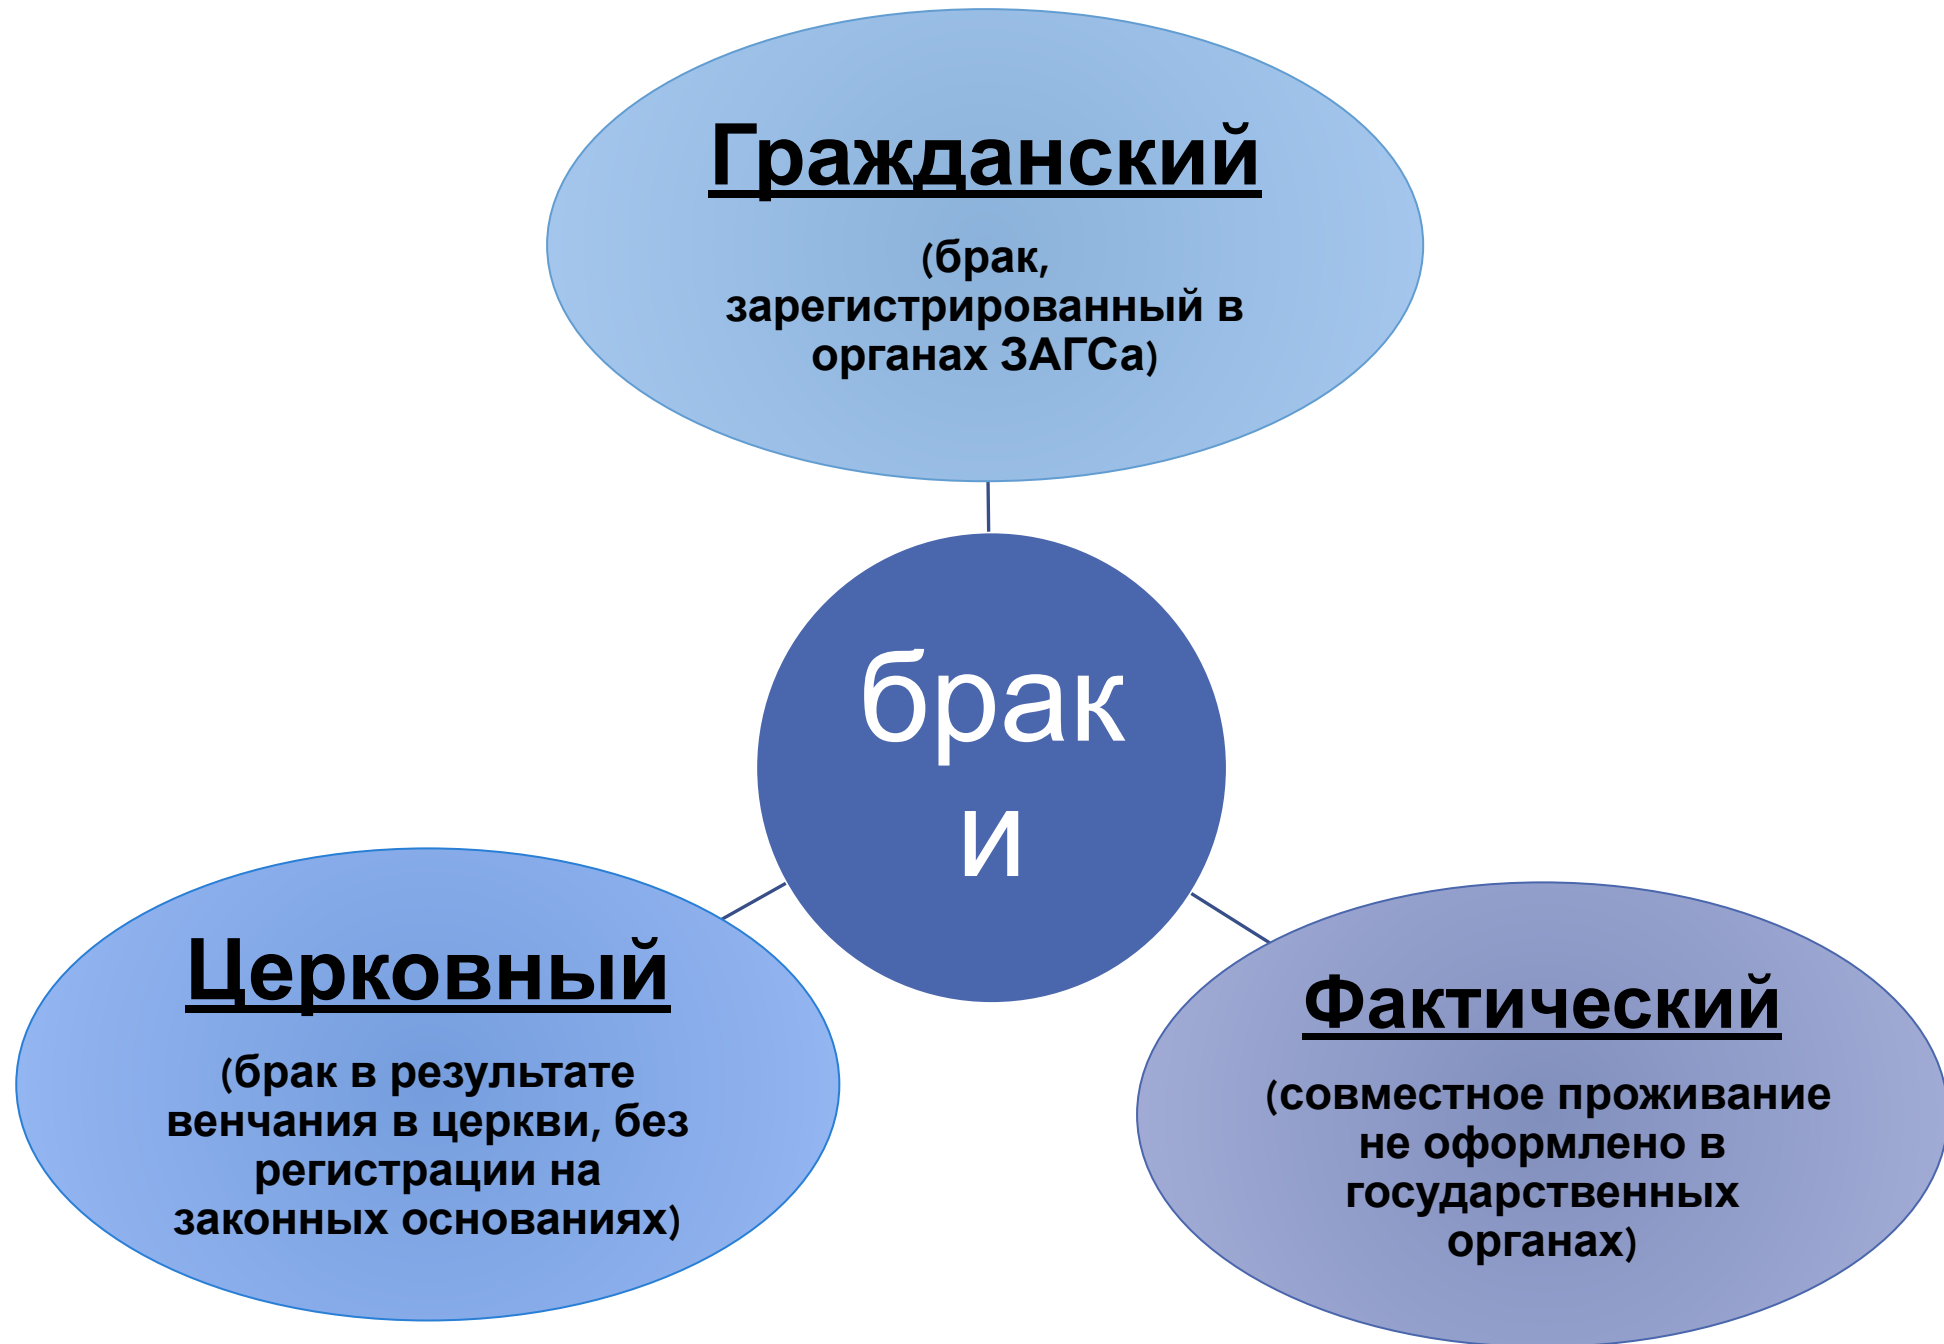 Гражданский
(брак,
зарегистрированный в
органах ЗАГСа)
брак
и
Церковный
(брак в результате
венчания в церкви, без
регистрации на
законных основаниях)
Фактический
(совместное проживание
не оформлено в
государственных
органах)